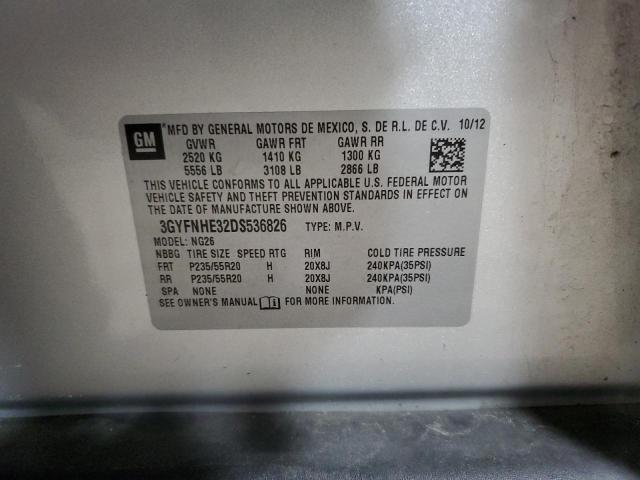 GM ® MFD BY GENERAL MOTORS DE MEXICO, S. DE R.L. DE C.V. 10/12
GVWR GAWR FRT GAWR RR
2520 KG 1410 KG 1300 KG
5556 LB 3108 LB 2866 LB
THIS VEHICLE CONFORMS TO ALL APPLICABLE U.S. FEDERAL MOTOR
VEHICLE SAFETY AND THEFT PREVENTION STANDARDS IN EFFECT ON
THE DATE OF MANUFACTURE SHOWN ABOVE.
3GYFNHE32DS536826 TYPE: M.P.V.
MODEL: NG26
NBBG TIRE SIZE SPEED RTG RIM COLD TIRE PRESSURE
FRT P235/55R20 H 20X8J 240KPA(35PSI)
RR P235/55R20 H 20X8J 240KPA(35PSI)
SPA NONE NONE KPA(PSI)
SEE OWNER'S MANUAL FOR MORE INFORMATION.